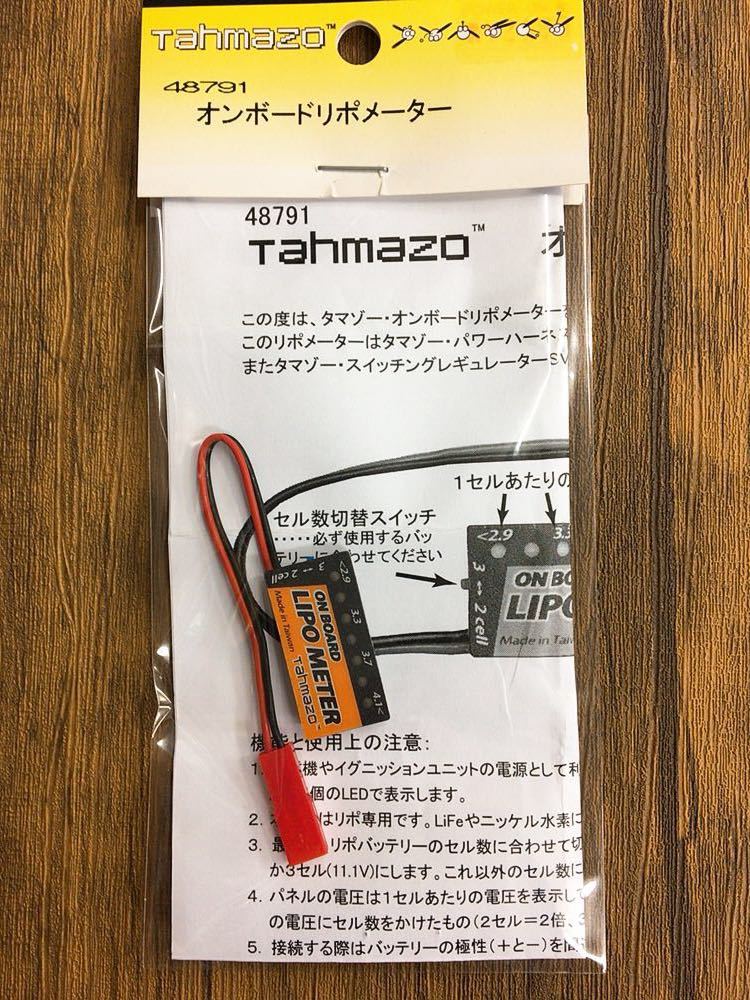 Tahmazo™
48791
オンボードリポメーター
48791
Tahmazo™ オ
この度は、タマゾー・オンボードリポメーターを
このリポメーターはタマゾー・パワーハーネ
またタマゾー・スイッチングレギュレーターSV
1セルあたりの
セル数切替スイッチ
・・・・・必ず使用するバッ
テリーに合わせてください
<2.9 3.3
3 ↔ 2 cell
ON BO
LIPO
Made in Taiw
<2.9 3.3 3.7 4.1<
3 ↔ 2 cell
ON BOARD
LIPO METER
Made in Taiwan Tahmazo™
機能と使用上の注意:
1. 機やイグニッションユニットの電源として利
個のLEDで表示します。
2. はリポ専用です。LiFeやニッケル水素に
3. リポバッテリーのセル数に合わせて切
か3セル(11.1V)にします。これ以外のセル数に
4. パネルの電圧は1セルあたりの電圧を表示して
の電圧にセル数をかけたもの(2セル=2倍、3
5. 接続する際はバッテリーの極性(+とー)を間